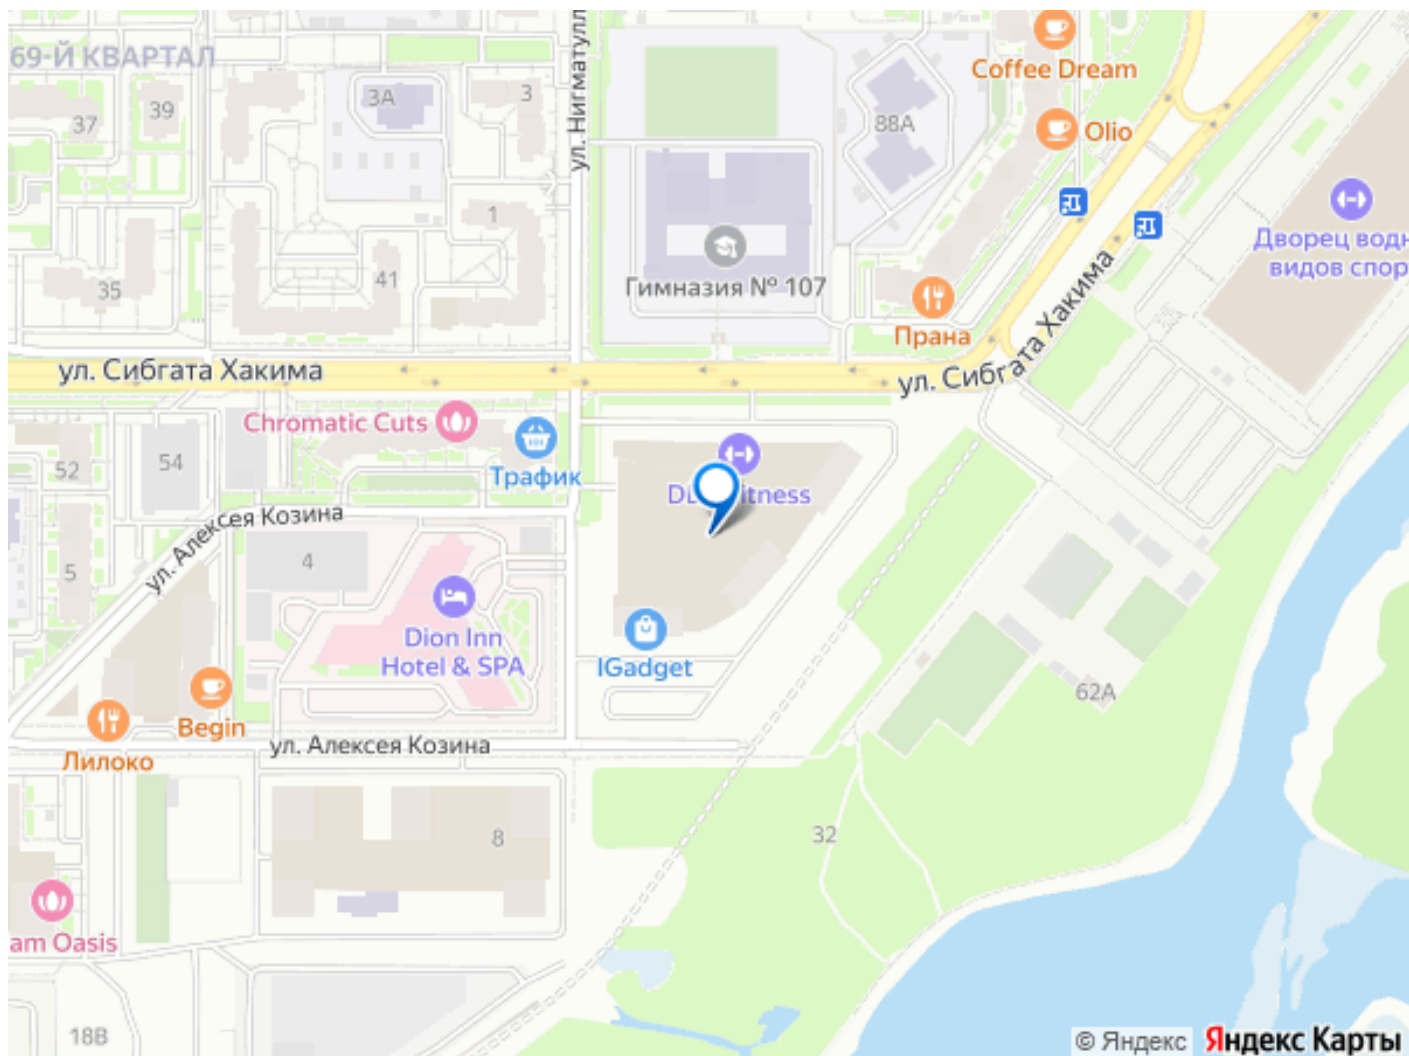 69-Й КВАРТАЛ
37
39
3А
3
ул. Нигматулл
88А
Coffee Dream
Olio
1
41
35
Гимназия № 107
Прана
Дворец водн
видов спор
ул. Сибгата Хакима
ул. Сибгата Хакима
Chromatic Cuts
Трафик
52
54
ул. Алексея Козина
5
4
Dion Inn
Hotel & SPA
itness
IGadget
62А
Begin
Лилоко
ул. Алексея Козина
8
32
am Oasis
18В
© Яндекс Яндекс Карты